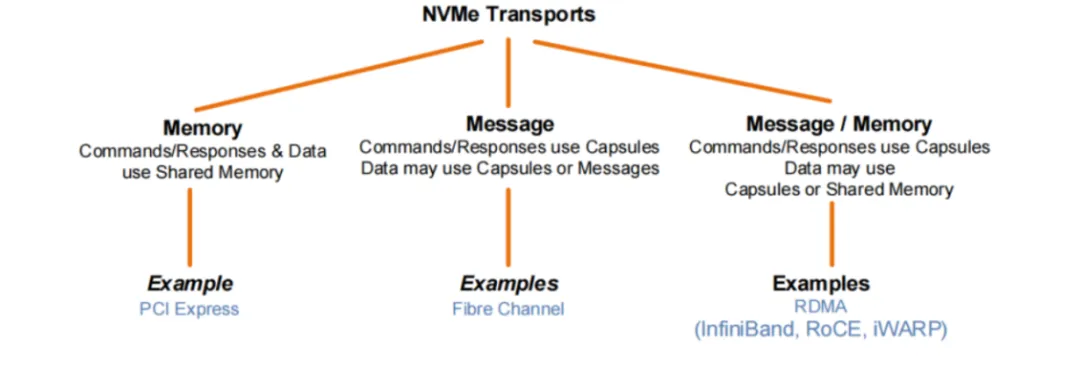 NVMe Transports
Memory
Commands/Responses & Data
use Shared Memory
Message
Commands/Responses use Capsules
Data may use Capsules or Messages
Message / Memory
Commands/Responses use Capsules
Data may use
Capsules or Shared Memory
Example
PCI Express
Examples
Fibre Channel
Examples
RDMA
(InfiniBand, RoCE, iWARP)